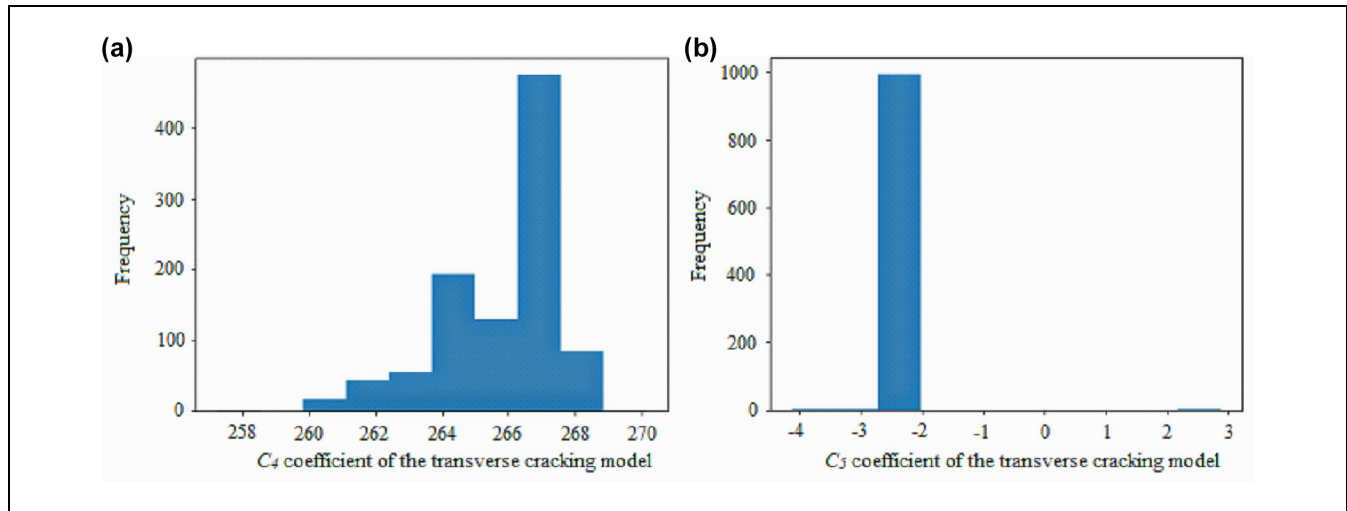 (a)
400
300
200
100
0
Frequency
258 260 262 264 266 268 270
C4 coefficient of the transverse cracking model
(b)
1000
800
600
400
200
0
Frequency
-4 -3 -2 -1 0 1 2 3
C5 coefficient of the transverse cracking model